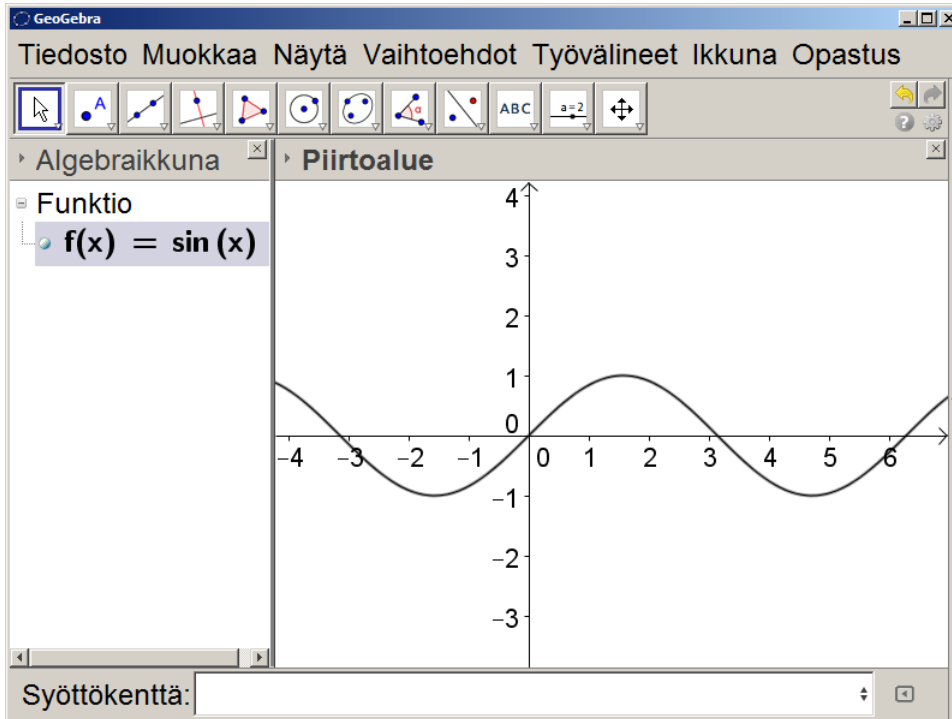 GeoGebra
Tiedosto Muokkaa Näytä Vaihtoehdot Työvälineet Ikkuna Opastus
A α ABC a=2
Algebraikkuna
Piirtoalue
Funktio
f(x) = sin (x)
4
3
2
1
0
−4 −3 −2 −1 0 1 2 3 4 5 6
−1
−2
−3
Syöttökenttä: